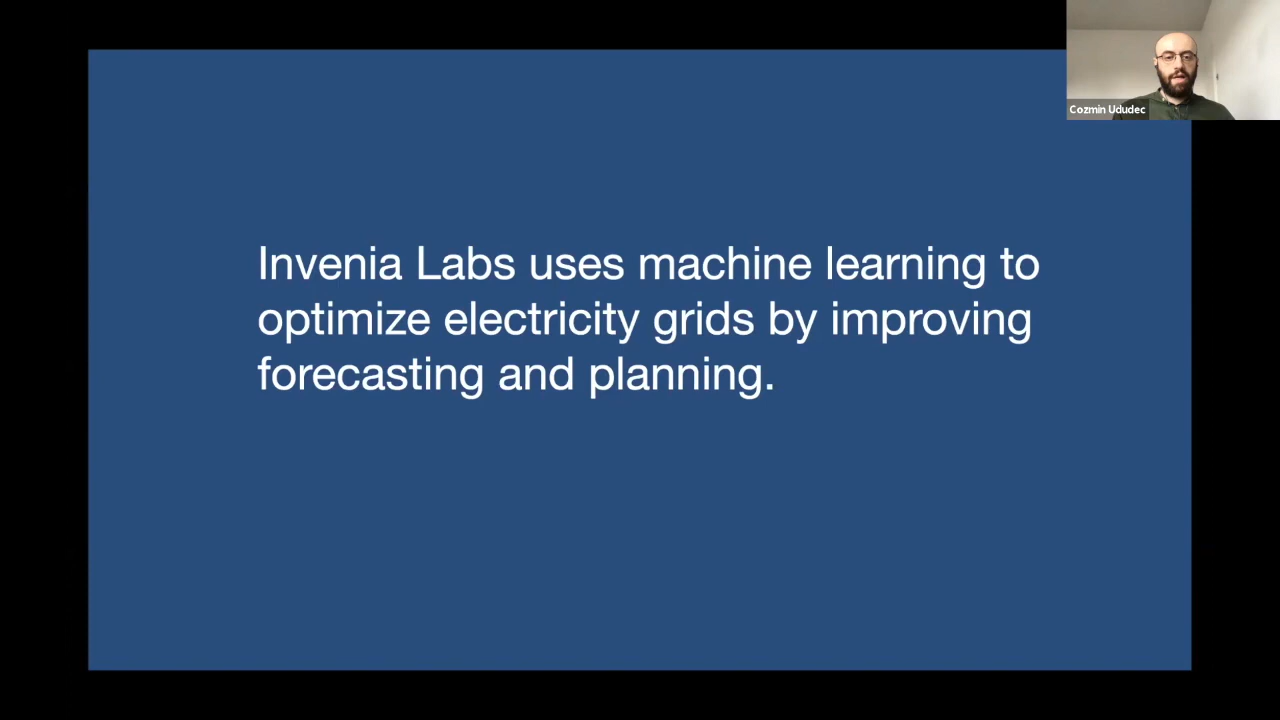 Cozmin Ududec
Invenia Labs uses machine learning to
optimize electricity grids by improving
forecasting and planning.